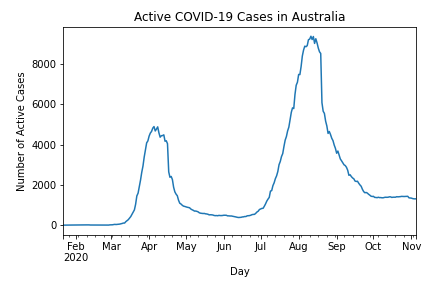 Active COVID-19 Cases in Australia
Number of Active Cases
8000
6000
4000
2000
0
Feb Mar Apr May Jun Jul Aug Sep Oct Nov
2020
Day